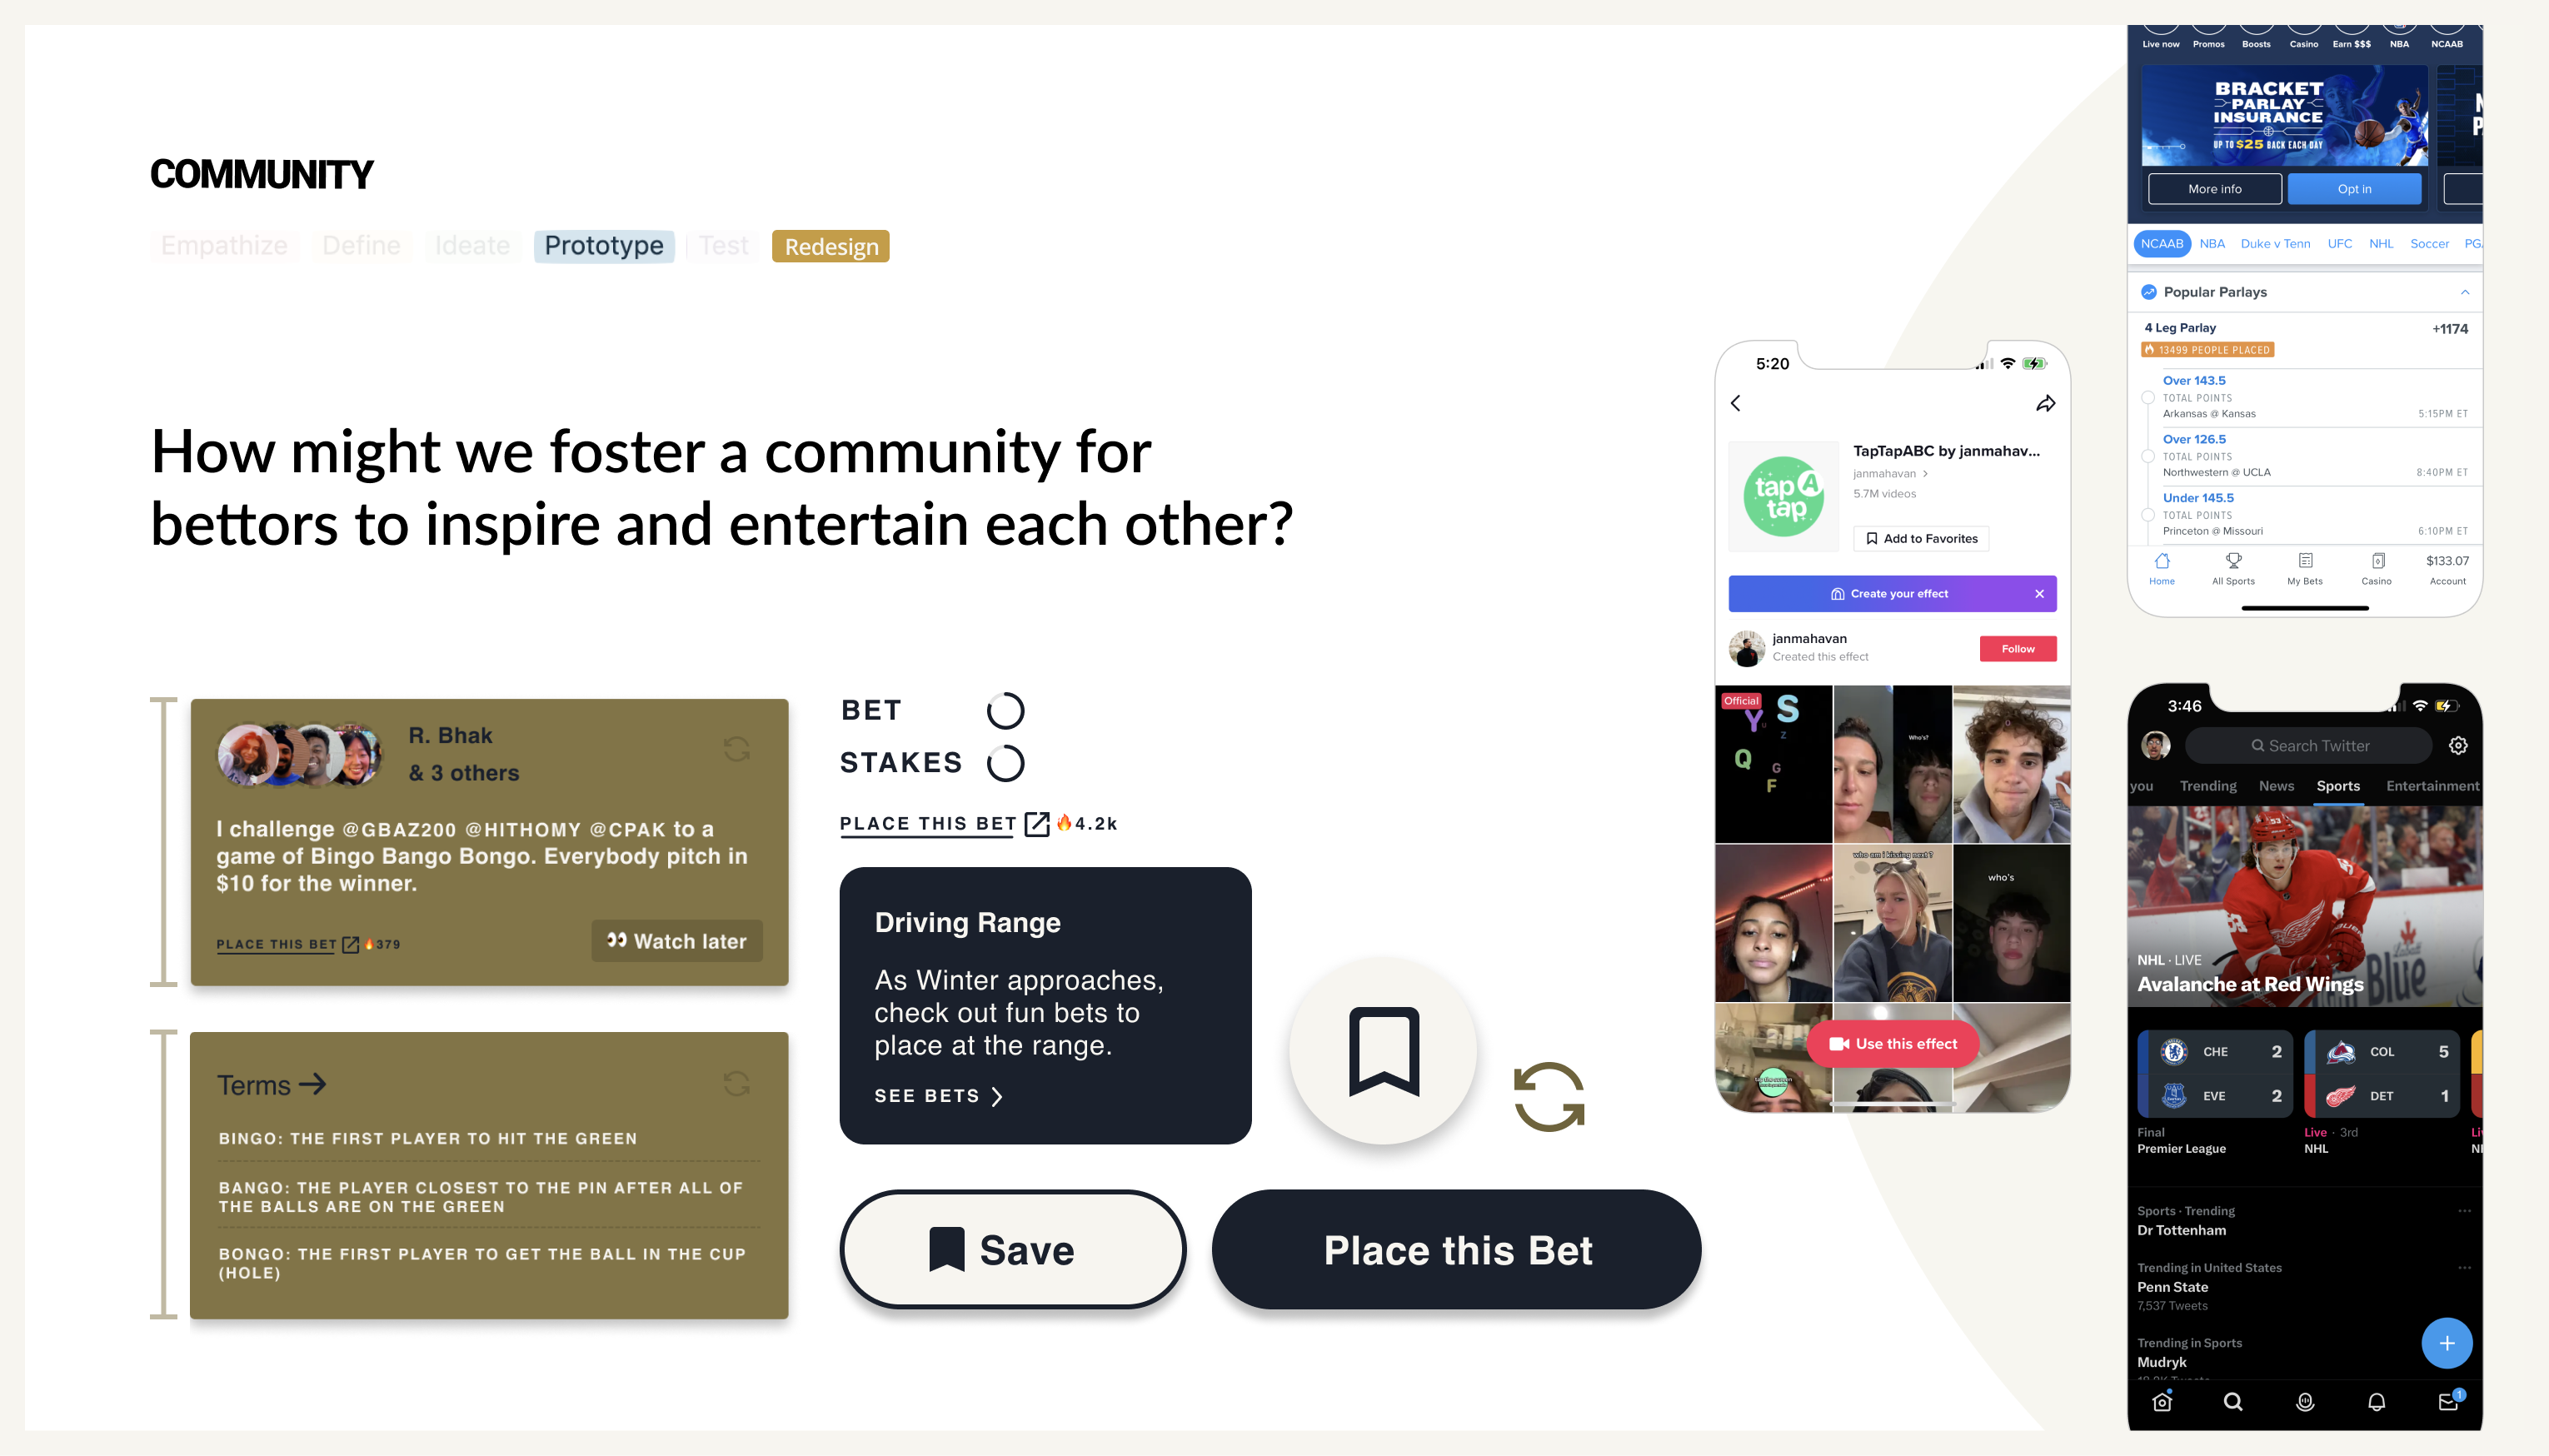 COMMUNITY
Empathize Define Ideate Prototype Test Redesign
How might we foster a community for
bettors to inspire and entertain each other?
R. Bhak
& 3 others
I challenge @GBAZ200 @HITHOMY @CPAK to a
game of Bingo Bango Bongo. Everybody pitch in
$10 for the winner.
PLACE THIS BET 🔥379
👀 Watch later
Terms →
BINGO: THE FIRST PLAYER TO HIT THE GREEN
BANGO: THE PLAYER CLOSEST TO THE PIN AFTER ALL OF
THE BALLS ARE ON THE GREEN
BONGO: THE FIRST PLAYER TO GET THE BALL IN THE CUP
(HOLE)
BET
STAKES
PLACE THIS BET 🔥4.2k
Driving Range
As Winter approaches,
check out fun bets to
place at the range.
SEE BETS >
Save
Place this Bet
5:20
TapTapABC by janmahav...
janmahavan >
5.7M videos
tap A
tap
Add to Favorites
Create your effect ×
janmahavan
Created this effect
Follow
Official
Y S
U Z
Q G
F
Who's?
who am i kissing next ?
who's
Use this effect
Live now Promos Boosts Casino Earn $$$ NBA NCAAB
BRACKET
PARLAY
INSURANCE
UP TO $25 BACK EACH DAY
More info
Opt in
NCAAB NBA Duke v Tenn UFC NHL Soccer PGA
Popular Parlays
4 Leg Parlay +1174
13499 PEOPLE PLACED
Over 143.5
TOTAL POINTS
Arkansas @ Kansas 5:15PM ET
Over 126.5
TOTAL POINTS
Northwestern @ UCLA 8:40PM ET
Under 145.5
TOTAL POINTS
Princeton @ Missouri 6:10PM ET
$133.07
Home All Sports My Bets Casino Account
3:46
Search Twitter
you Trending News Sports Entertainment
53
Blue
NHL · LIVE
Avalanche at Red Wings
CHE 2
EVE 2
COL 5
DET 1
Final
Premier League
Live · 3rd
NHL
Sports · Trending
Dr Tottenham
Trending in United States
Penn State
7,537 Tweets
Trending in Sports
Mudryk
1